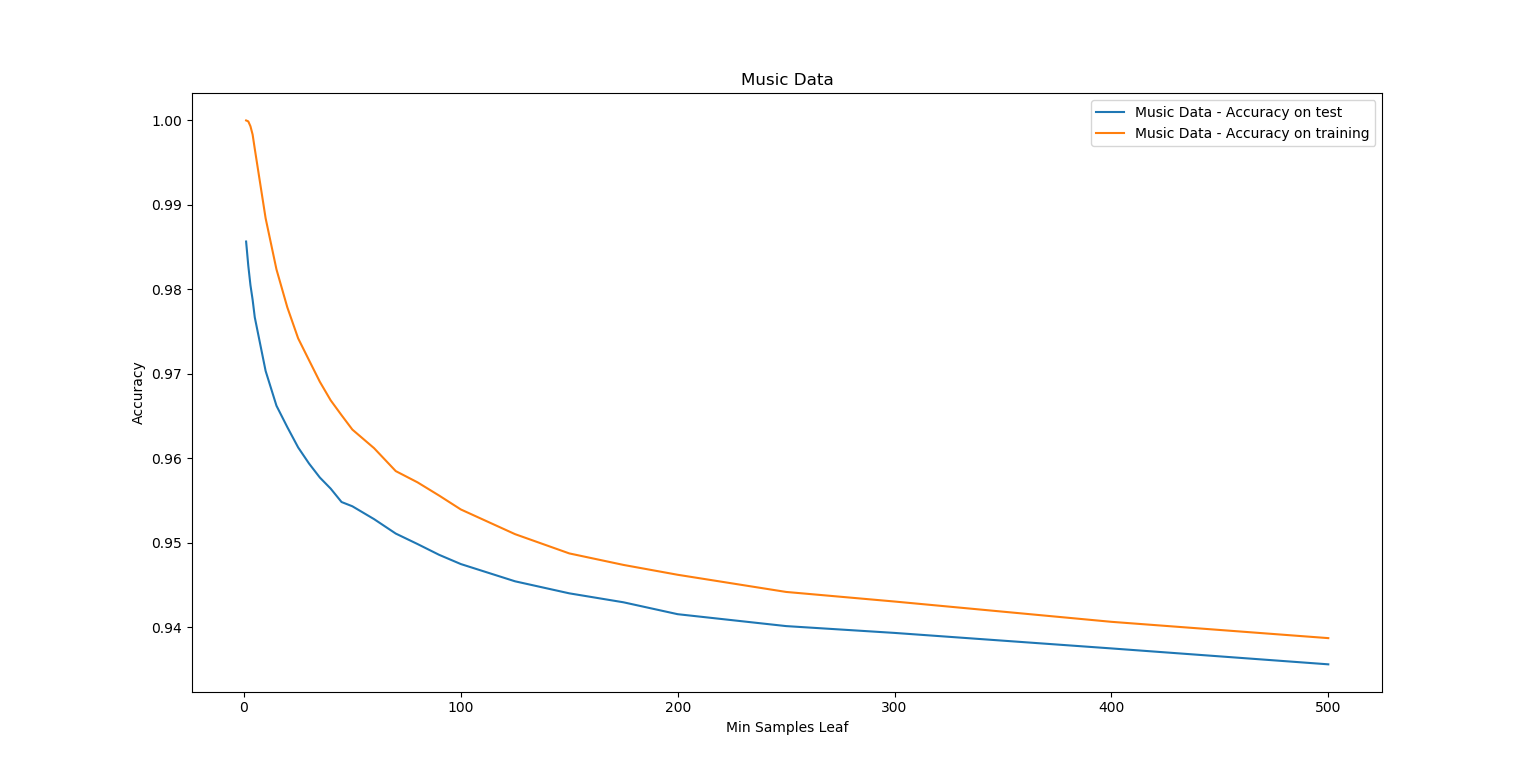 Music Data
Music Data - Accuracy on test
Music Data - Accuracy on training
Accuracy
1.00
0.99
0.98
0.97
0.96
0.95
0.94
0
100
200
300
400
500
Min Samples Leaf